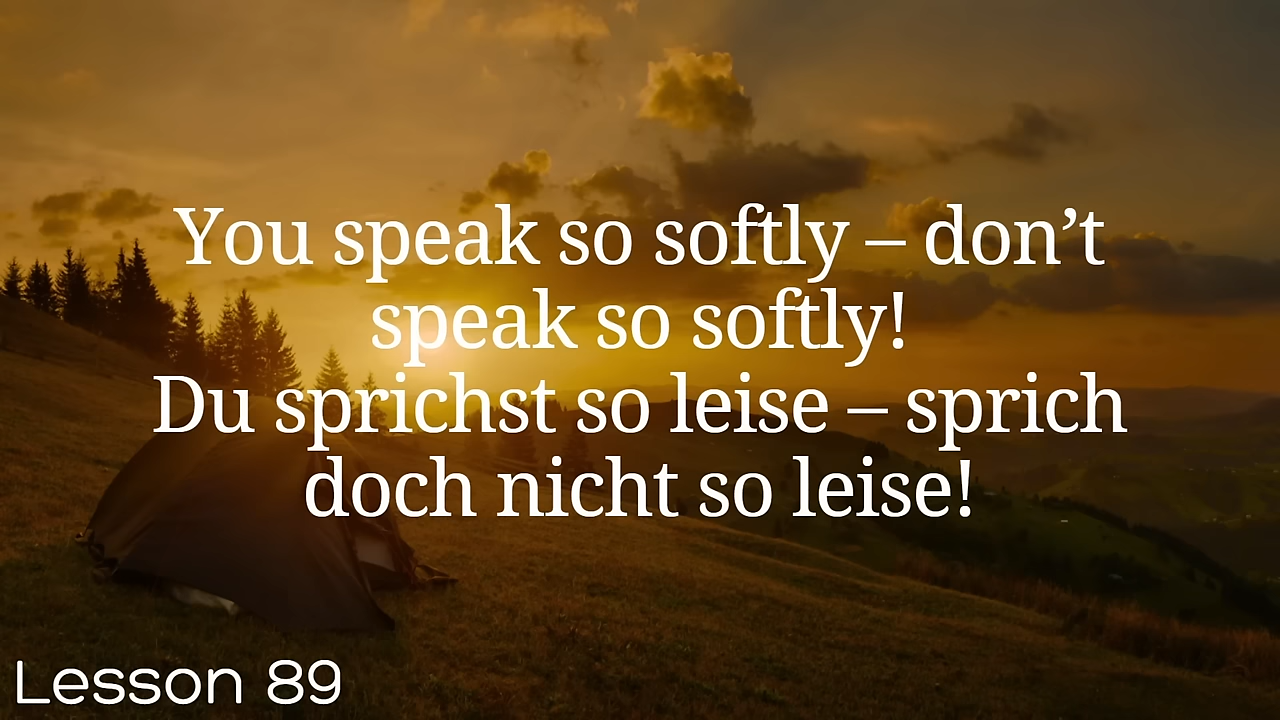 You speak so softly – don’t
speak so softly!
Du sprichst so leise – sprich
doch nicht so leise!
Lesson 89